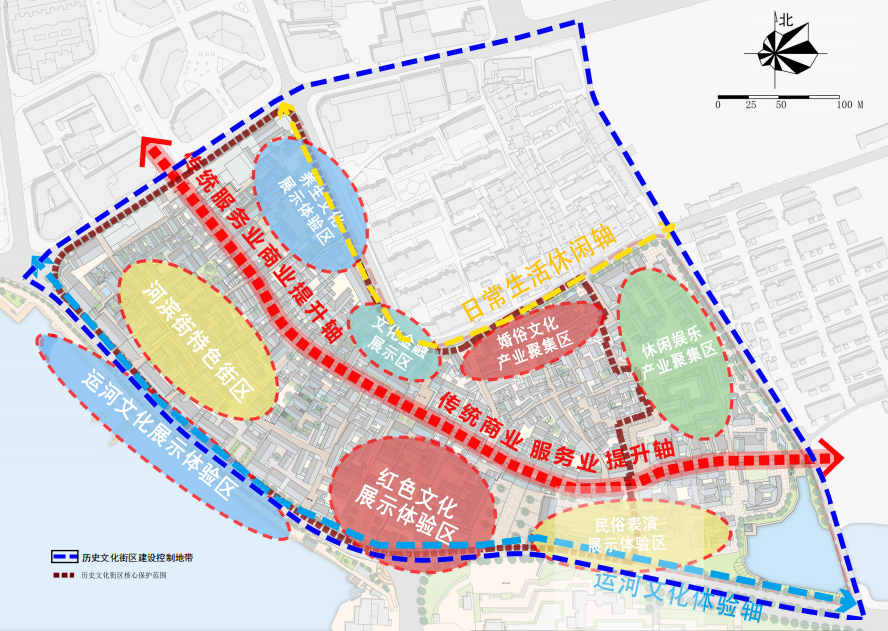 北
0 25 50 100 M
传统服务业商业提升轴
养生文化
展示体验区
日常生活休闲轴
河滨街特色街区
文化金融
展示区
婚俗文化
产业聚集区
休闲娱乐
产业聚集区
运河文化展示体验区
传统商业 服务业 提升轴
红色文化
展示体验区
民俗表演
展示体验区
运河文化体验轴
历史文化街区建设控制地带
历史文化街区核心保护范围